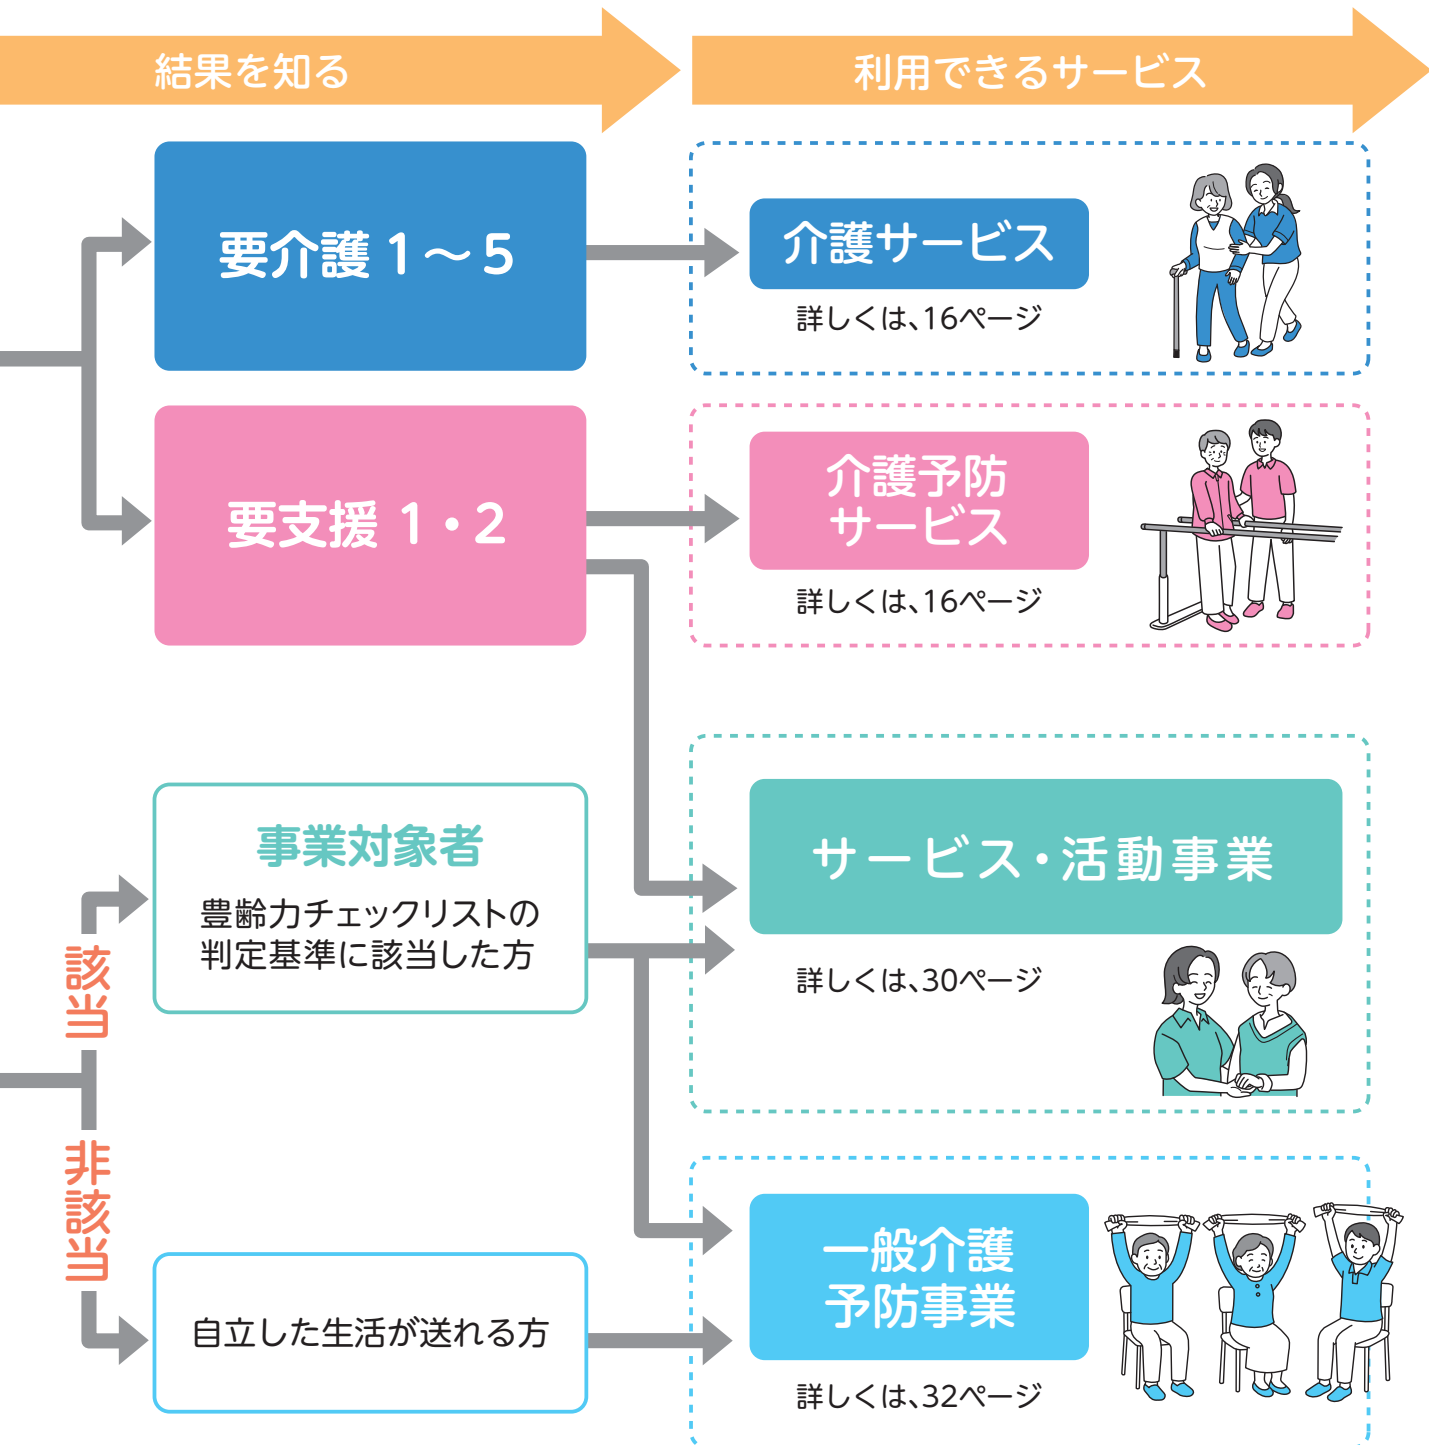 結果を知る
利用できるサービス
要介護 1～5
介護サービス
詳しくは、16ページ
要支援 1・2
介護予防
サービス
詳しくは、16ページ
事業対象者
豊齢力チェックリストの
判定基準に該当した方
サービス・活動事業
詳しくは、30ページ
該当
非該当
自立した生活が送れる方
一般介護
予防事業
詳しくは、32ページ